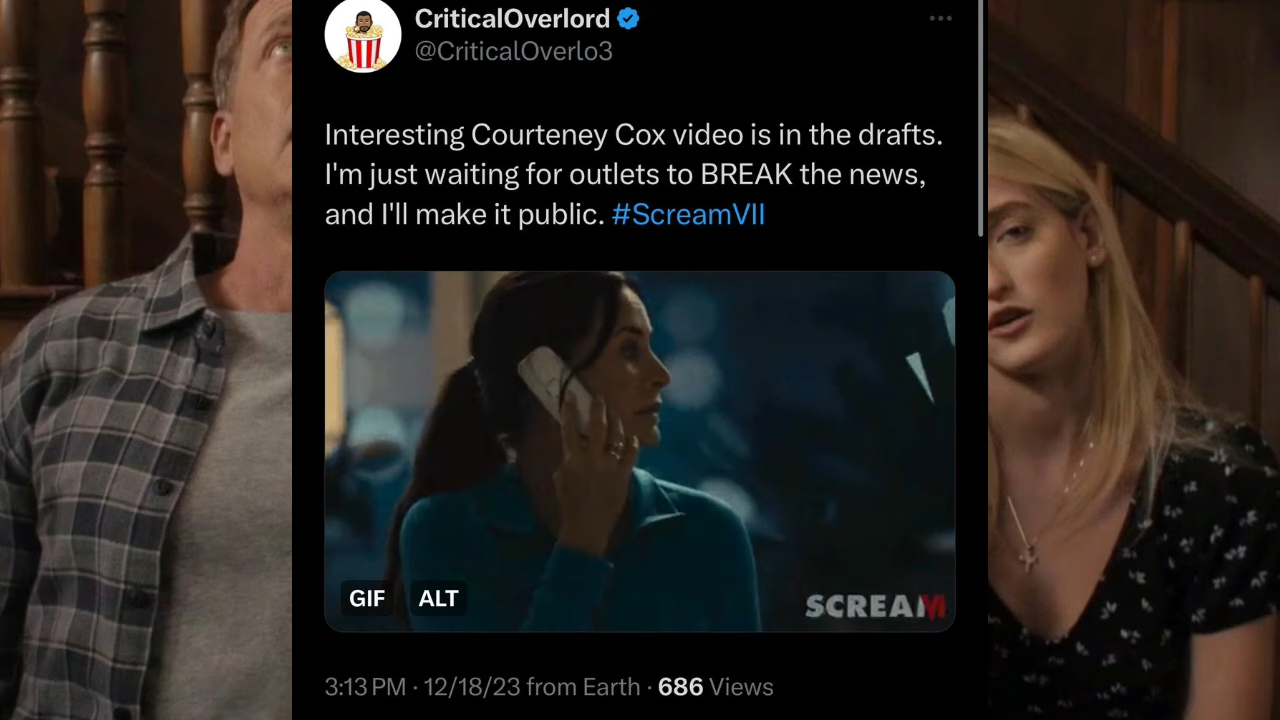 CriticalOverlord
@CriticalOverlo3
Interesting Courteney Cox video is in the drafts.
I'm just waiting for outlets to BREAK the news,
and I'll make it public. #ScreamVII
GIF ALT
SCREAM
3:13 PM · 12/18/23 from Earth · 686 Views